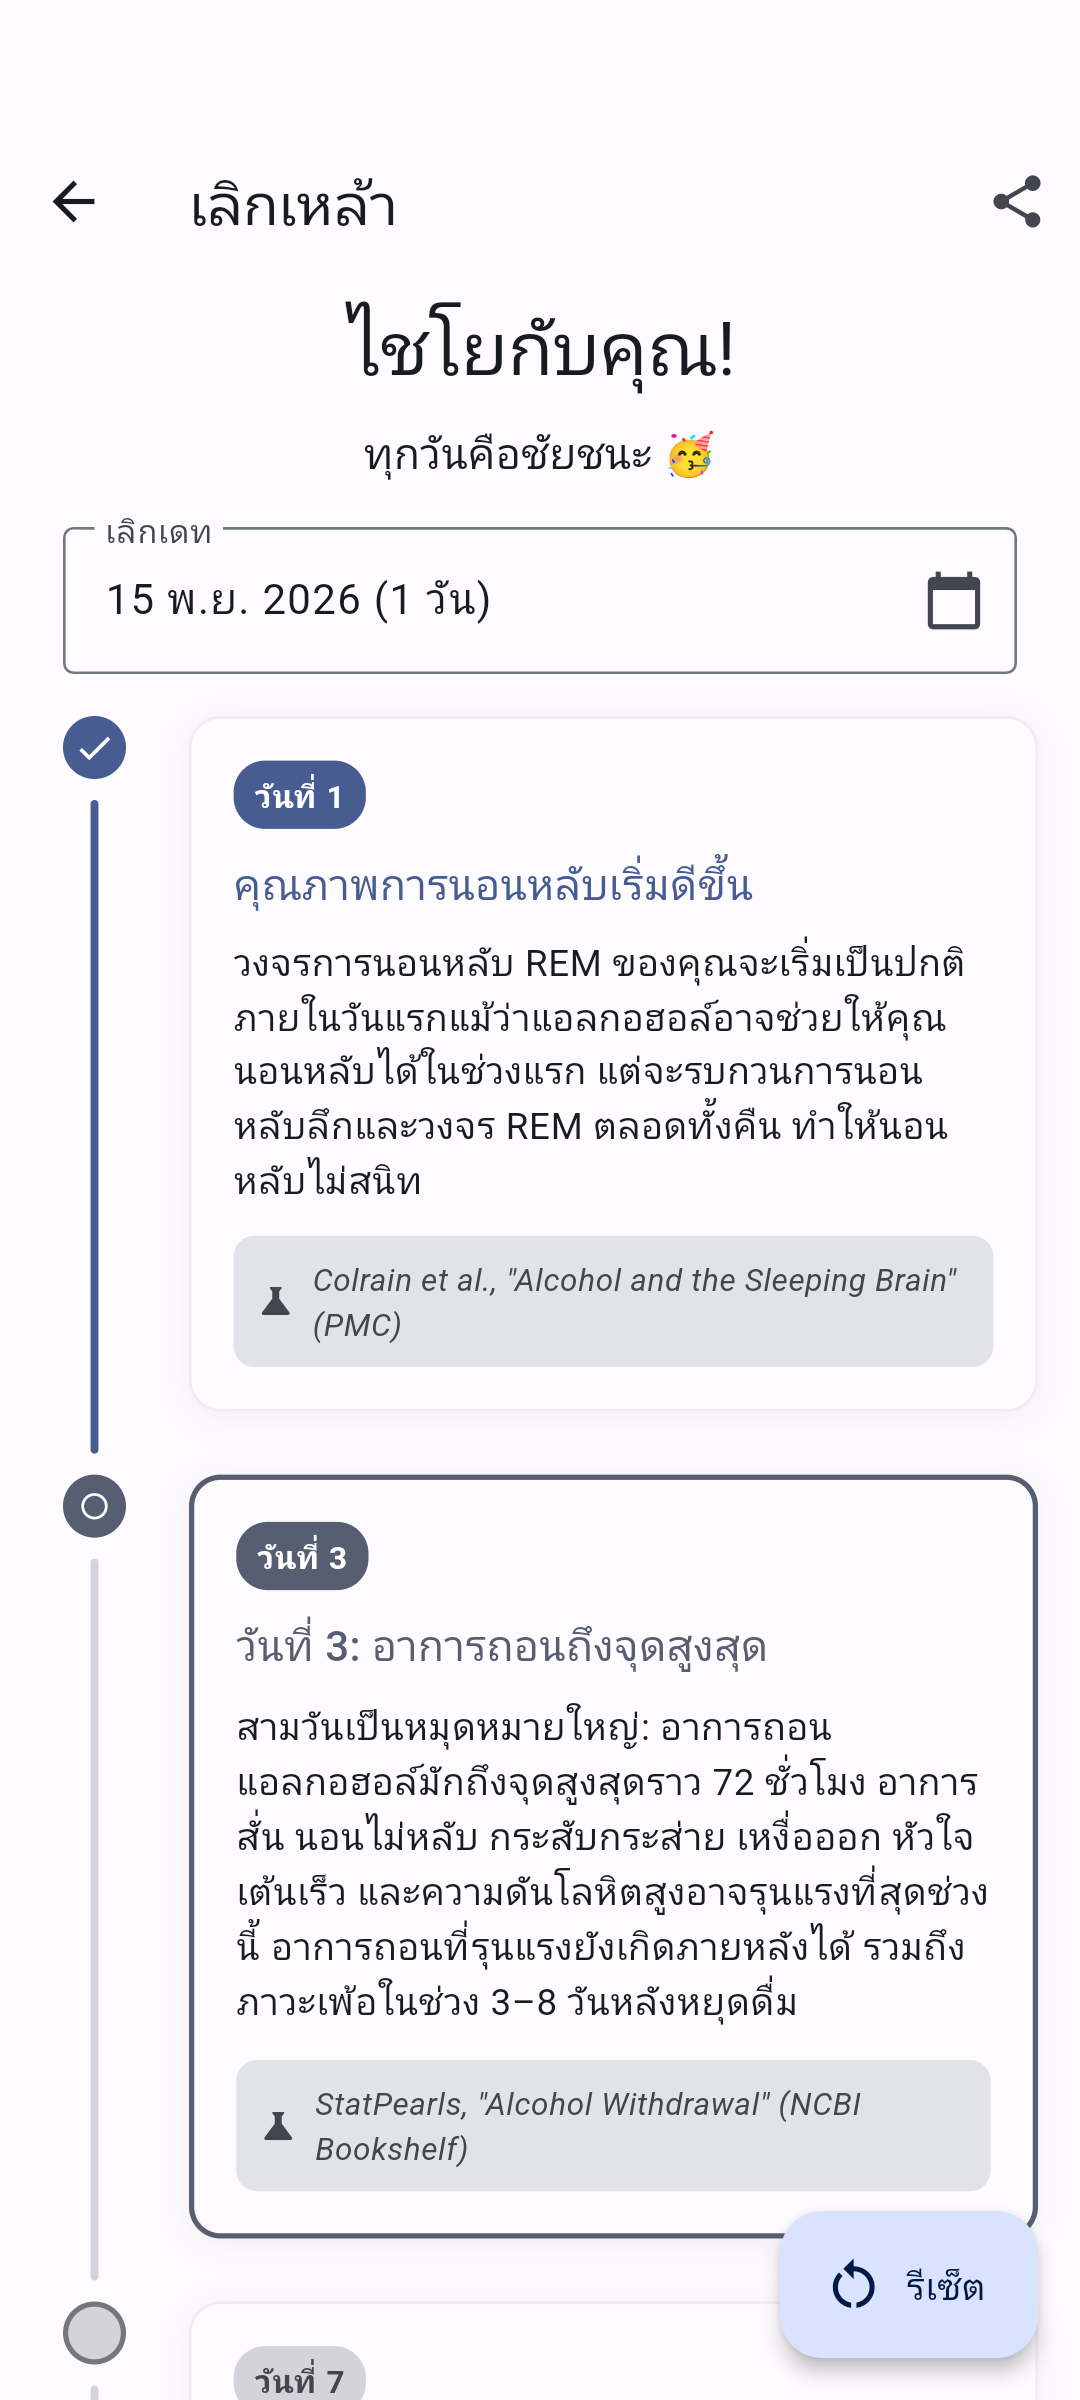 เลิกเหล้า
ไชโยกับคุณ!
ทุกวันคือชัยชนะ 🥳
เลิกเดท
15 พ.ย. 2026 (1 วัน)
วันที่ 1
คุณภาพการนอนหลับเริ่มดีขึ้น
วงจรการนอนหลับ REM ของคุณจะเริ่มเป็นปกติ
ภายในวันแรกแม้ว่าแอลกอฮอล์อาจช่วยให้คุณ
นอนหลับได้ในช่วงแรก แต่จะรบกวนการนอน
หลับลึกและวงจร REM ตลอดทั้งคืน ทำให้นอน
หลับไม่สนิท
Colrain et al., "Alcohol and the Sleeping Brain"
(PMC)
วันที่ 3
วันที่ 3: อาการถอนถึงจุดสูงสุด
สามวันเป็นหมุดหมายใหญ่: อาการถอน
แอลกอฮอล์มักถึงจุดสูงสุดราว 72 ชั่วโมง อาการ
สั่น นอนไม่หลับ กระสับกระส่าย เหงื่อออก หัวใจ
เต้นเร็ว และความดันโลหิตสูงอาจรุนแรงที่สุดช่วง
นี้ อาการถอนที่รุนแรงยังเกิดภายหลังได้ รวมถึง
ภาวะเพ้อในช่วง 3–8 วันหลังหยุดดื่ม
StatPearls, "Alcohol Withdrawal" (NCBI
Bookshelf)
รีเซ็ต
วันที่ 7